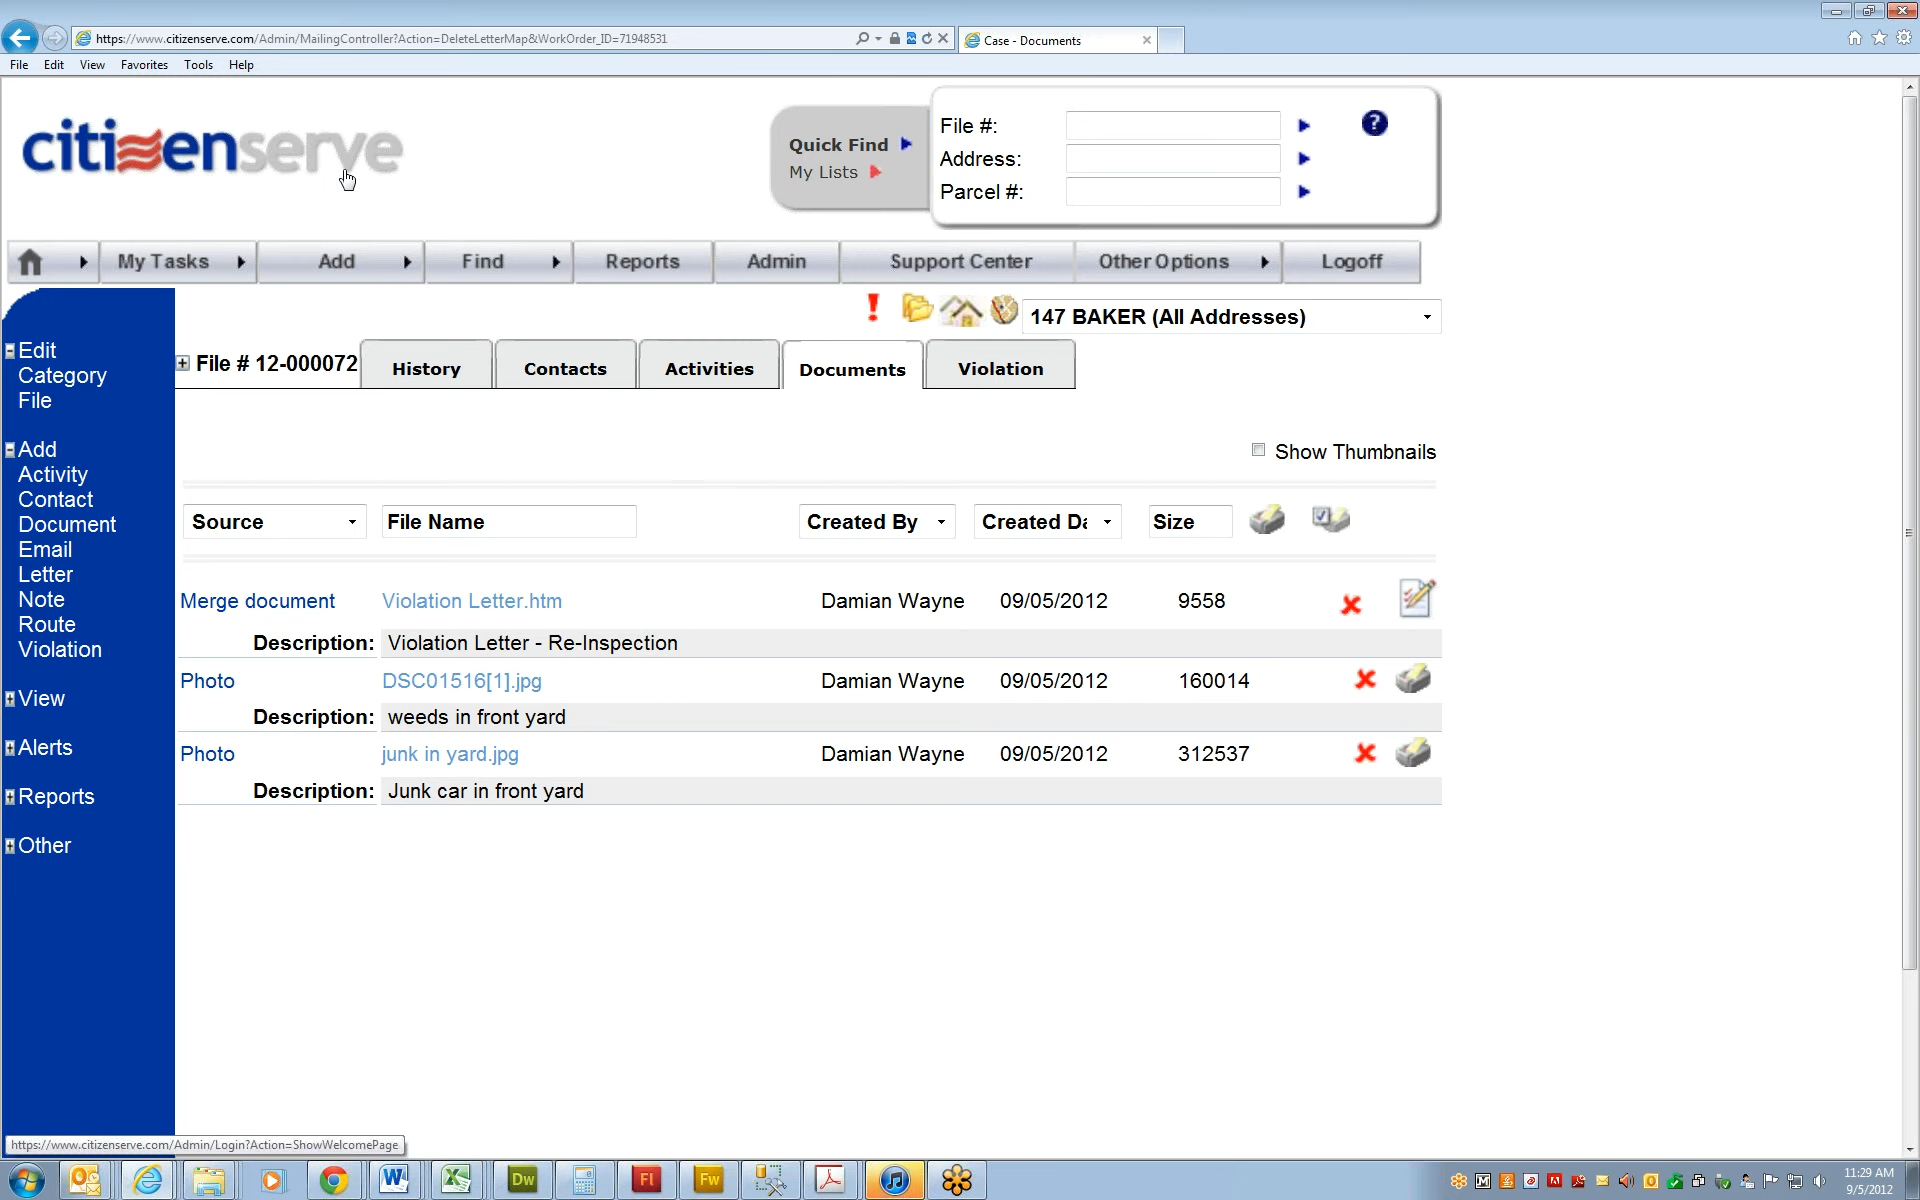 https://www.citizenserve.com/Admin/MailingController?Action=DeleteLetterMap&WorkOrder_ID=71948531
Case - Documents
File Edit View Favorites Tools Help
citizenserve
Quick Find
My Lists
File #:
Address:
Parcel #:
?
My Tasks Add Find Reports Admin Support Center Other Options Logoff
147 BAKER (All Addresses)
File # 12-000072 History Contacts Activities Documents Violation
Edit
Category
File
Add
Activity
Contact
Document
Email
Letter
Note
Route
Violation
View
Alerts
Reports
Other
Show Thumbnails
Source File Name Created By Created Da Size
Merge document Violation Letter.htm Damian Wayne 09/05/2012 9558
Description: Violation Letter - Re-Inspection
Photo DSC01516[1].jpg Damian Wayne 09/05/2012 160014
Description: weeds in front yard
Photo junk in yard.jpg Damian Wayne 09/05/2012 312537
Description: Junk car in front yard
https://www.citizenserve.com/Admin/Login?Action=ShowWelcomePage
Dw Fl Fw
11:29 AM
9/5/2012